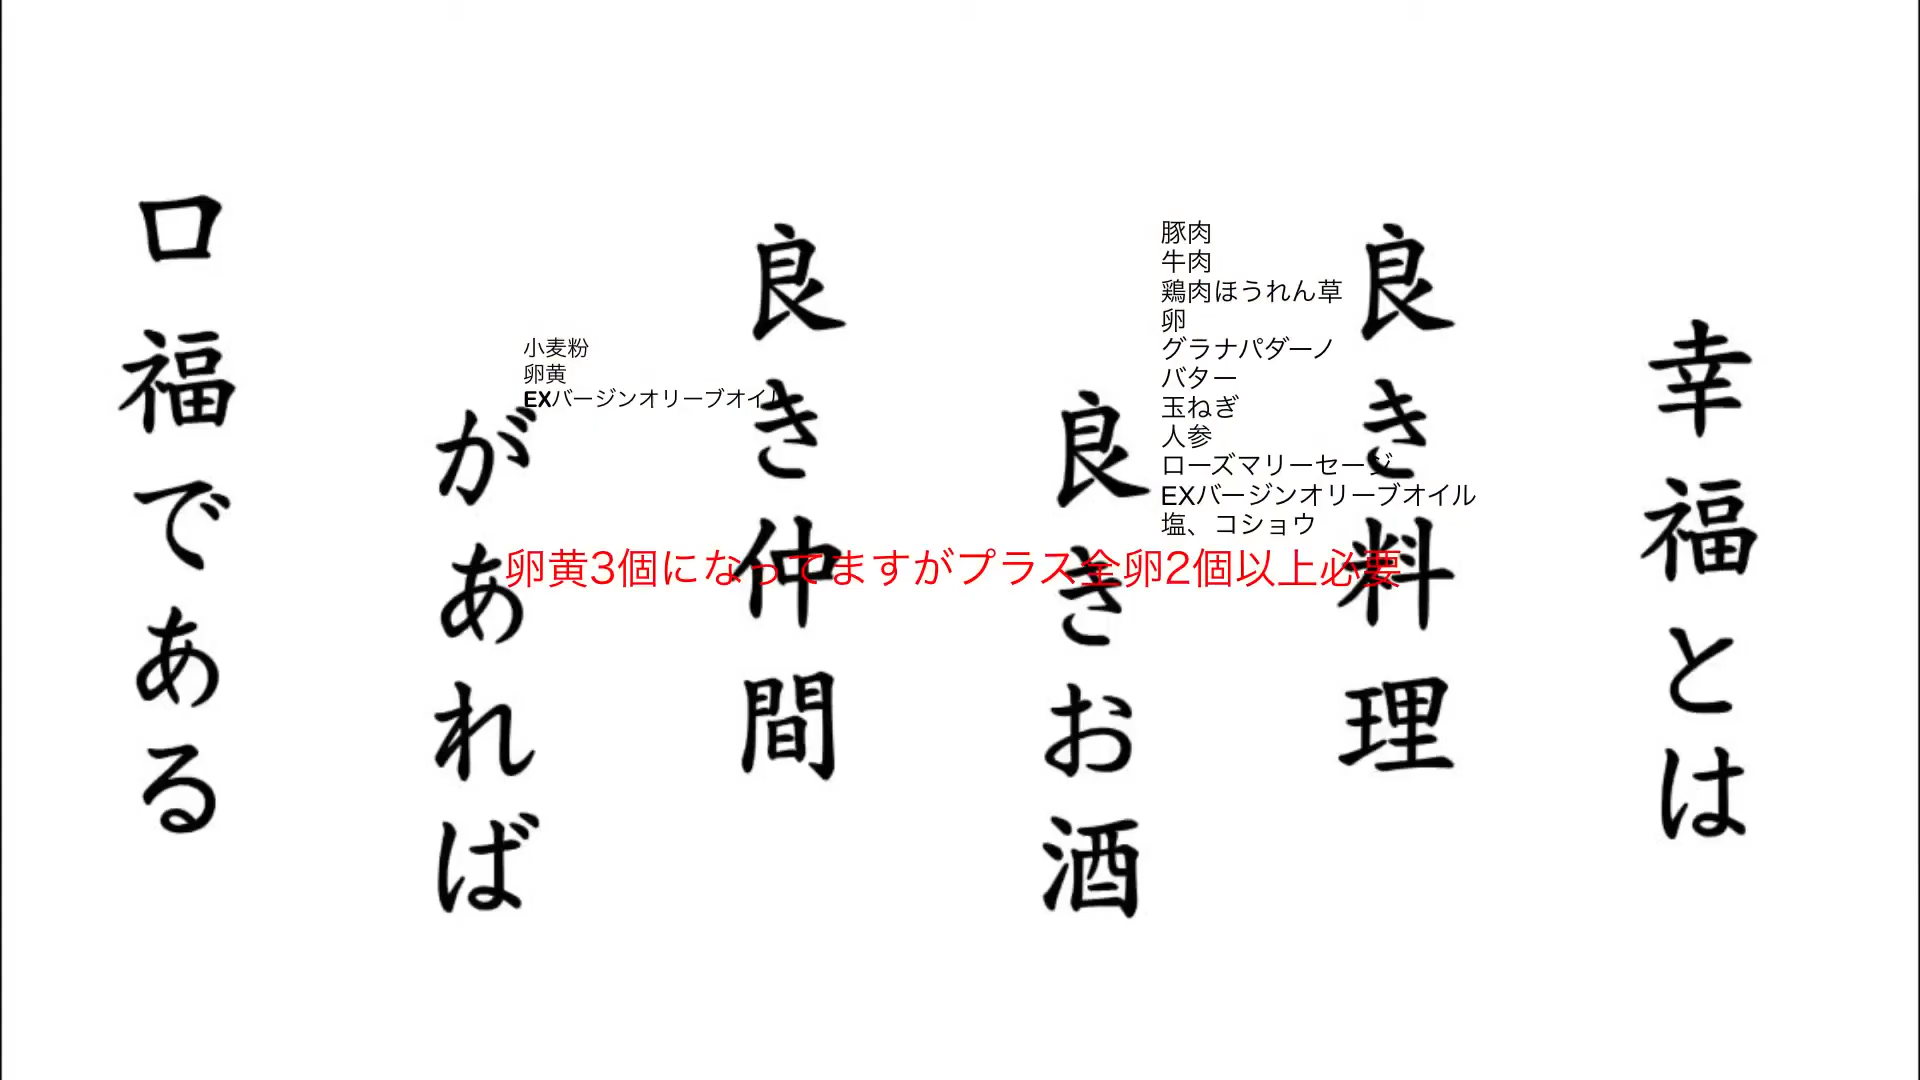 幸福とは
良き料理
良きお酒
良き仲間
があれば
口福である
豚肉
牛肉
鶏肉ほうれん草
卵
グラナパダーノ
バター
玉ねぎ
人参
ローズマリーセージ
EXバージンオリーブオイル
塩、コショウ
小麦粉
卵黄
EXバージンオリーブオイル
卵黄3個になってますがプラス全卵2個以上必要